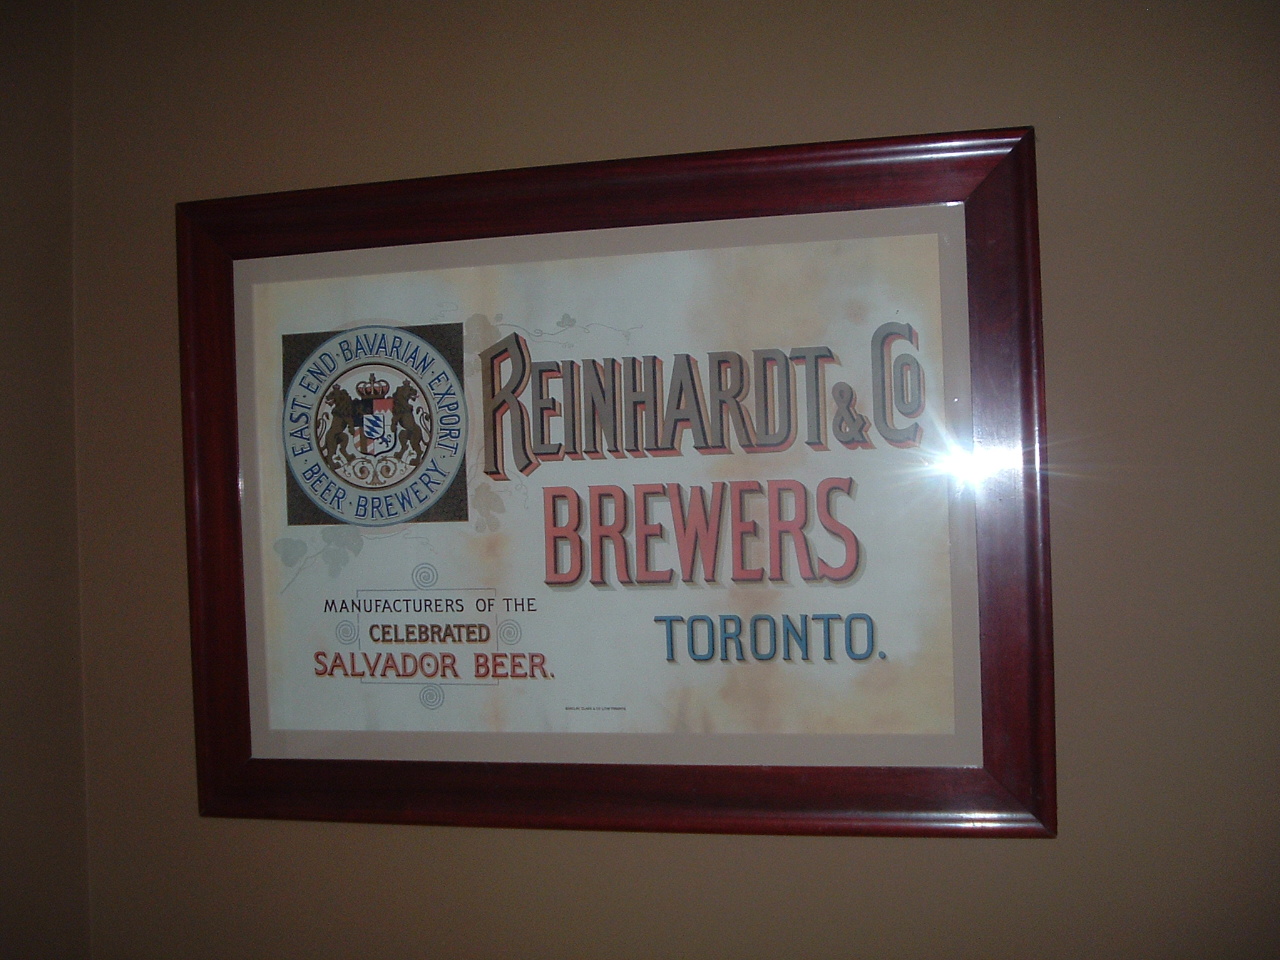 EAST · END · BAVARIAN · EXPORT ·
BEER · BREWERY
REINHARDT & CO
BREWERS
TORONTO.
MANUFACTURERS OF THE
CELEBRATED
SALVADOR BEER.